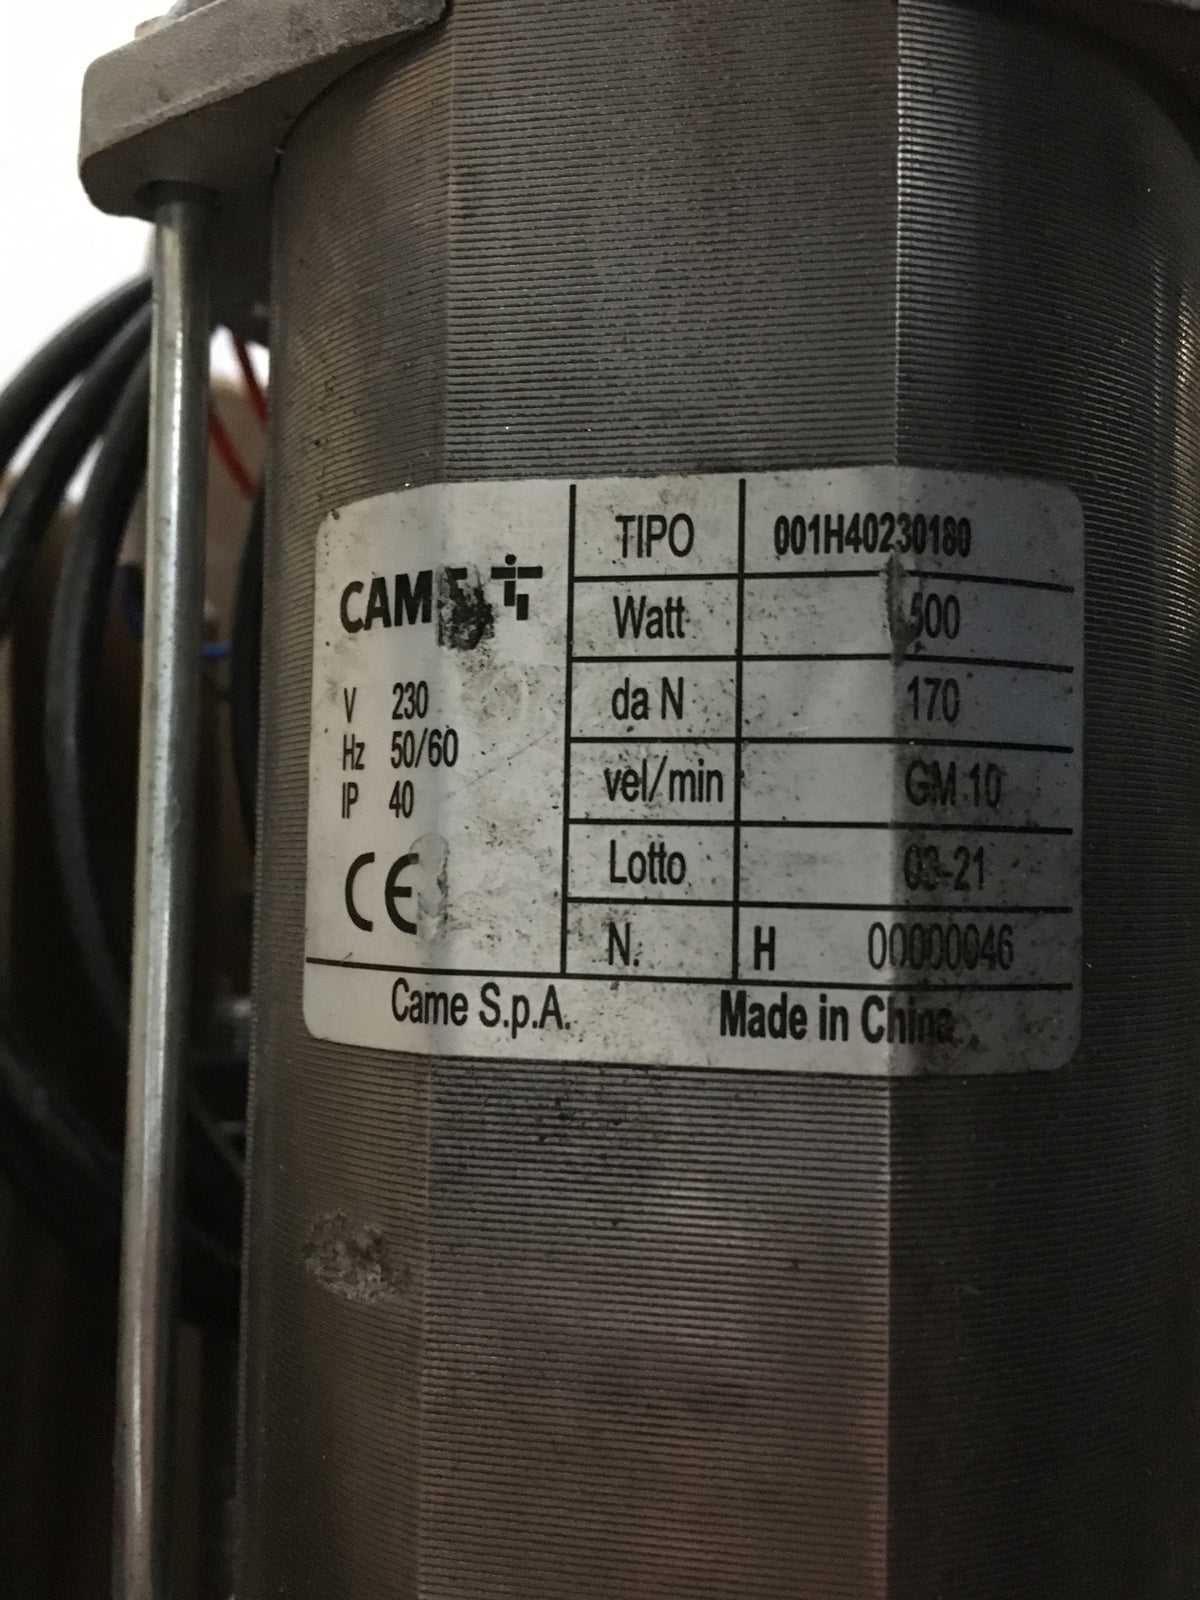 CAME
V 230
Hz 50/60
IP 40
CE
TIPO 001H40230180
Watt 500
da N 170
vel/min GM.10
Lotto 03-21
N. H 00000046
Came S.p.A. Made in China